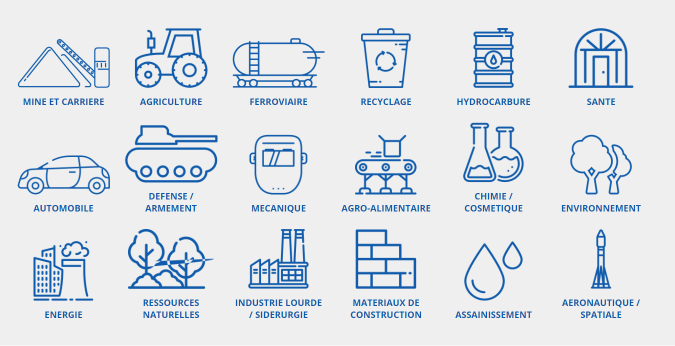 MINE ET CARRIERE
AGRICULTURE
FERROVIAIRE
RECYCLAGE
HYDROCARBURE
SANTE
AUTOMOBILE
DEFENSE /
ARMEMENT
MECANIQUE
AGRO-ALIMENTAIRE
CHIMIE /
COSMETIQUE
ENVIRONNEMENT
ENERGIE
RESSOURCES
NATURELLES
INDUSTRIE LOURDE
/ SIDERURGIE
MATERIAUX DE
CONSTRUCTION
ASSAINISSEMENT
AERONAUTIQUE /
SPATIALE